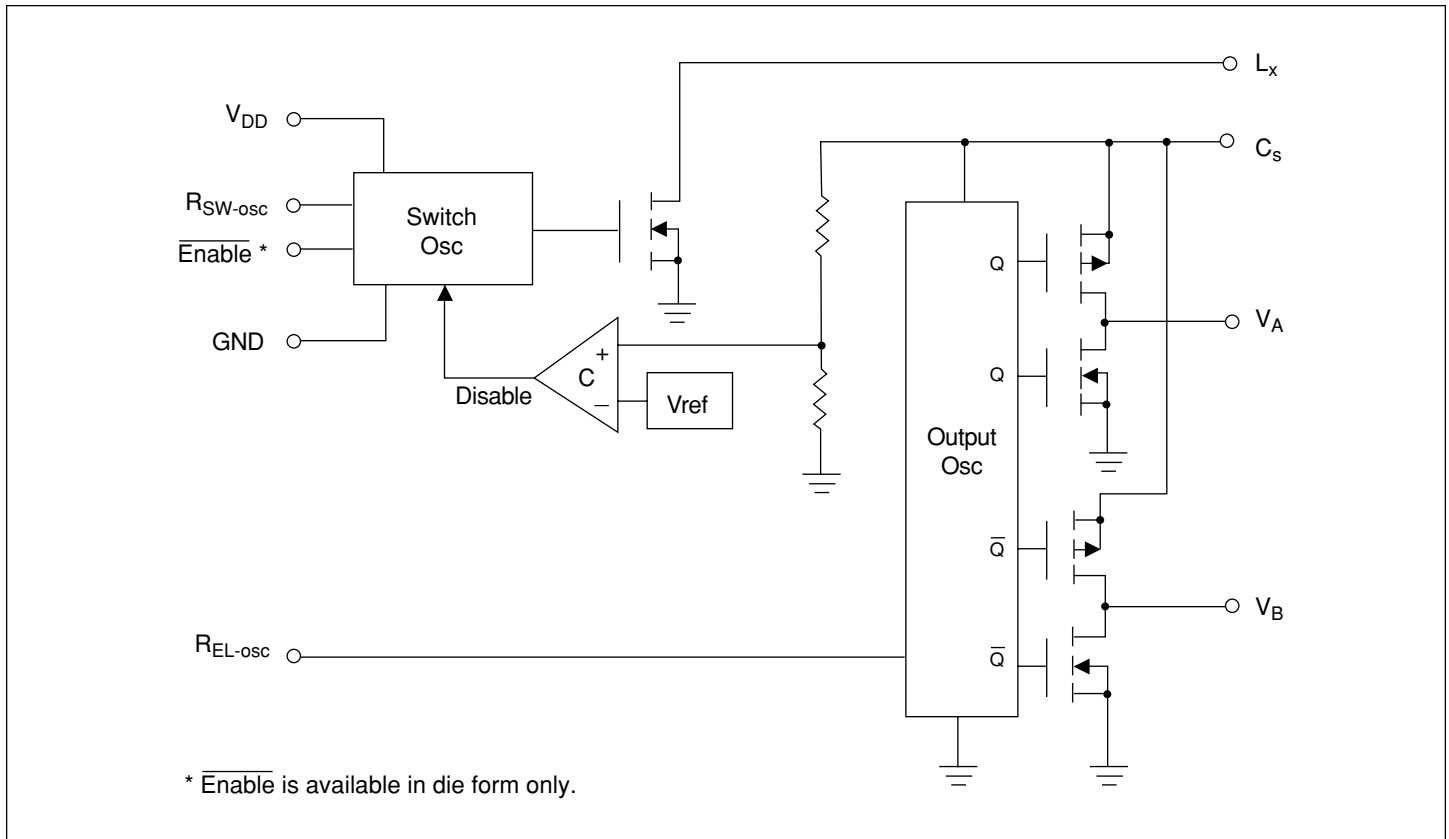 Lx
VDD
Cs
RSW-osc
Switch
Osc
Enable *
Q
GND
VA
+
C
Q
Disable
−
Vref
Output
Osc
Q̅
VB
REL-osc
Q̅
* Enable is available in die form only.